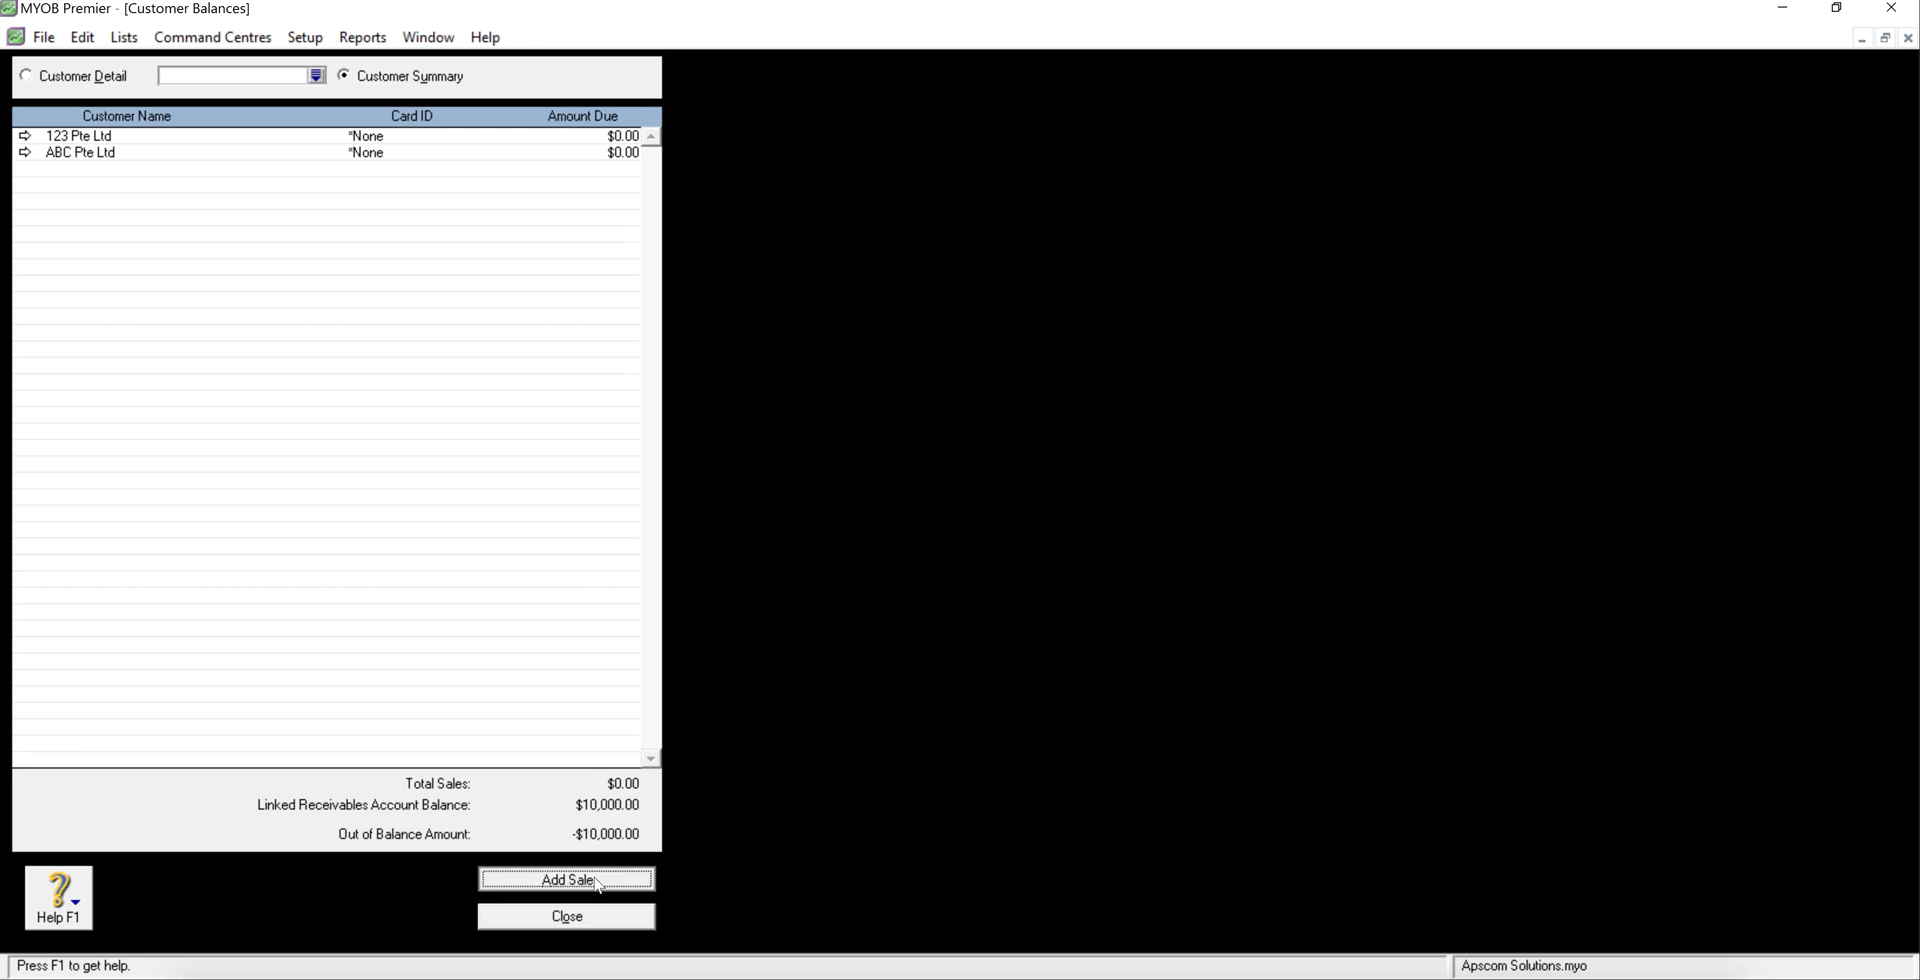 MYOB Premier - [Customer Balances]
File Edit Lists Command Centres Setup Reports Window Help
Customer Detail Customer Summary
Customer Name Card ID Amount Due
123 Pte Ltd *None $0.00
ABC Pte Ltd *None $0.00
Total Sales: $0.00
Linked Receivables Account Balance: $10,000.00
Out of Balance Amount: -$10,000.00
Add Sale
Help F1
Close
Press F1 to get help. Apscom Solutions.myo